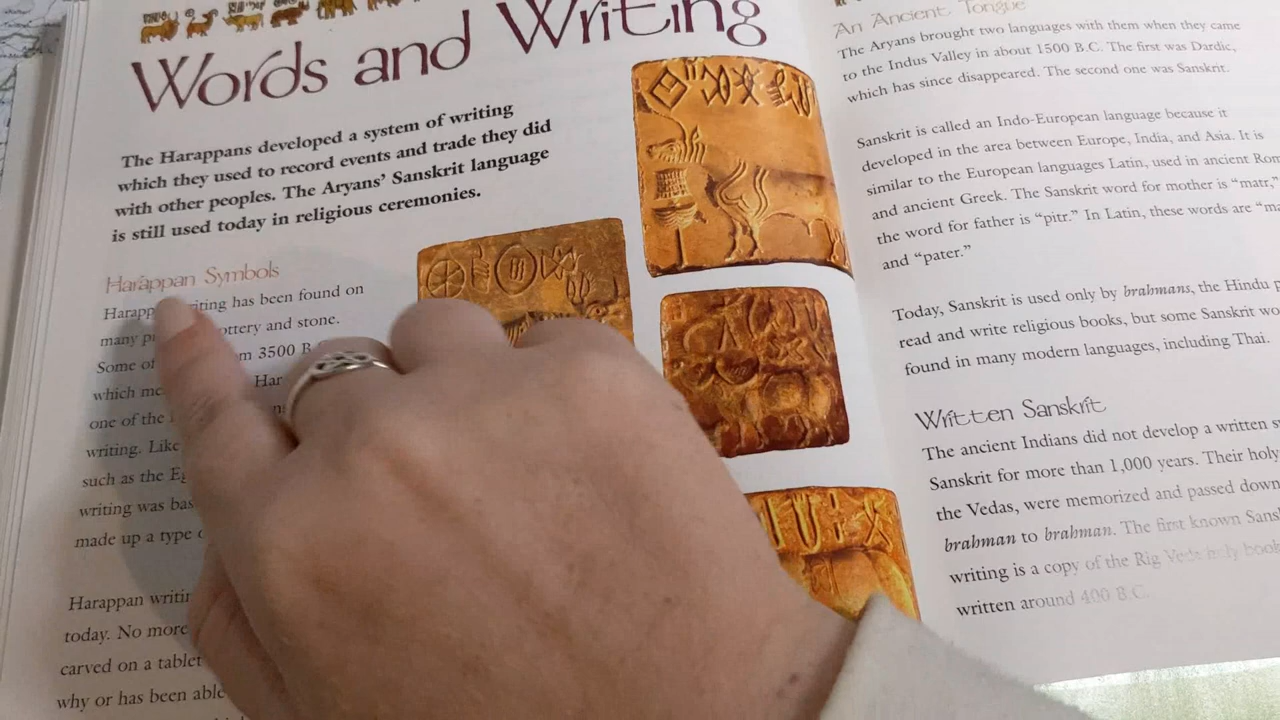 Words and Writing
The Harappans developed a system of writing
which they used to record events and trade they did
with other peoples. The Aryans' Sanskrit language
is still used today in religious ceremonies.
Harappan Symbols
writing has been found on
many pottery and stone.
Some of 3500
which
one of the
writing. Like
such as the
writing was
made up a type
Harappan
today. No more
carved on a tablet
why or has been able
An Ancient Tongue
The Aryans brought two languages with them when they came
to the Indus Valley in about 1500 B.C. The first was Dardic,
which has since disappeared. The second one was Sanskrit.
Sanskrit is called an Indo-European language because it
developed in the area between Europe, India, and Asia. It is
similar to the European languages Latin, used in ancient
and ancient Greek. The Sanskrit word for mother is "matr,"
the word for father is "pitr." In Latin, these words are
and "pater."
Today, Sanskrit is used only by brahmans, the Hindu
read and write religious books, but some Sanskrit
found in many modern languages, including Thai.
Written Sanskrit
The ancient Indians did not develop a written
Sanskrit for more than 1,000 years. Their holy
the Vedas, were memorized and passed down
brahman to brahman. The first known
writing is a copy of the Rig Veda holy book
written around 400 B.C.